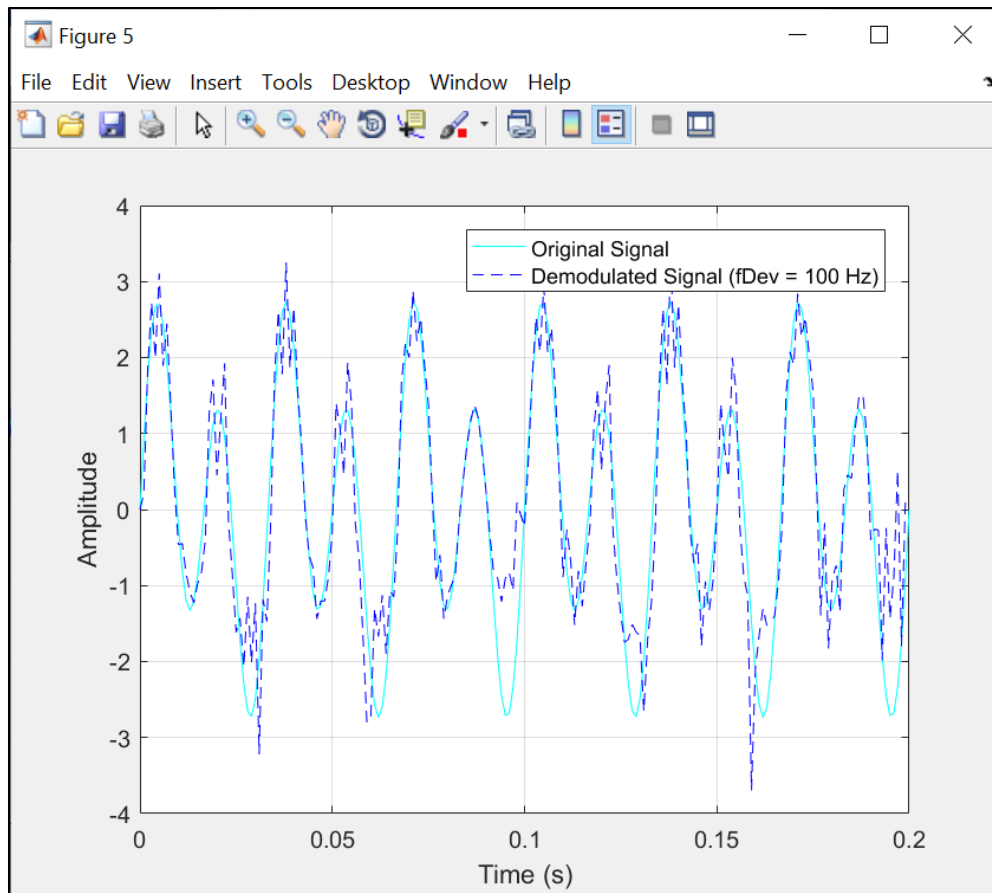 Figure 5
File Edit View Insert Tools Desktop Window Help
4
3
2
1
0
-1
-2
-3
-4
Amplitude
Original Signal
Demodulated Signal (fDev = 100 Hz)
0 0.05 0.1 0.15 0.2
Time (s)